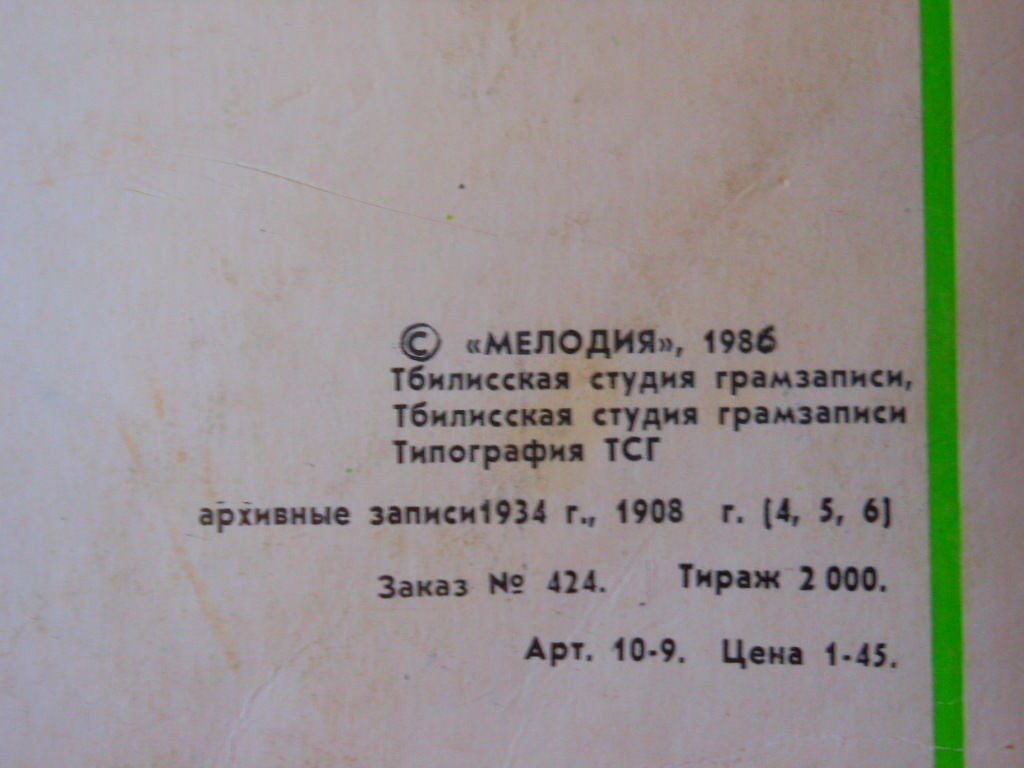 © «МЕЛОДИЯ», 1986
Тбилисская студия грамзаписи,
Тбилисская студия грамзаписи
Типография ТСГ
архивные записи1934 г., 1908 г. (4, 5, 6)
Заказ № 424. Тираж 2 000.
Арт. 10-9. Цена 1-45.